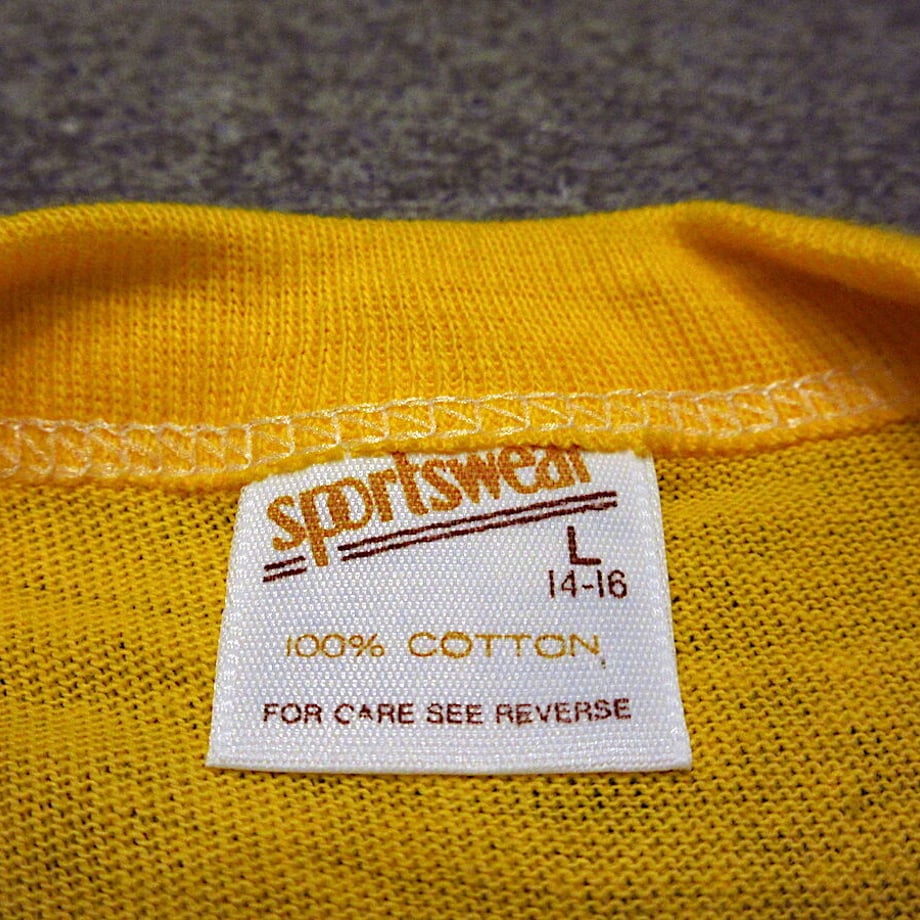 sportswear
L
14-16
100% COTTON
FOR CARE SEE REVERSE